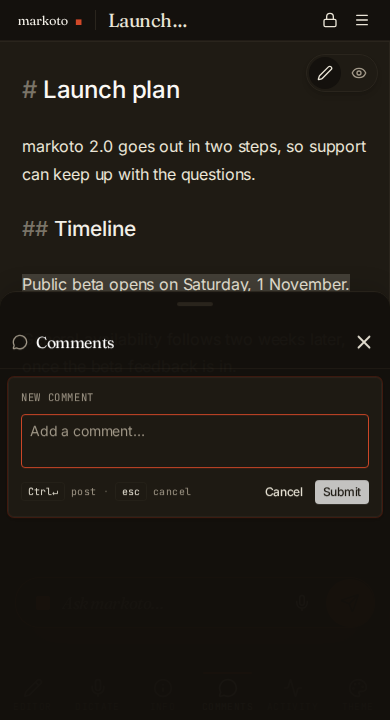 markoto
Launch...
# Launch plan
markoto 2.0 goes out in two steps, so support
can keep up with the questions.
## Timeline
Public beta opens on Saturday, 1 November.
Comments
NEW COMMENT
Add a comment...
Ctrl↵ post · esc cancel
Cancel
Submit